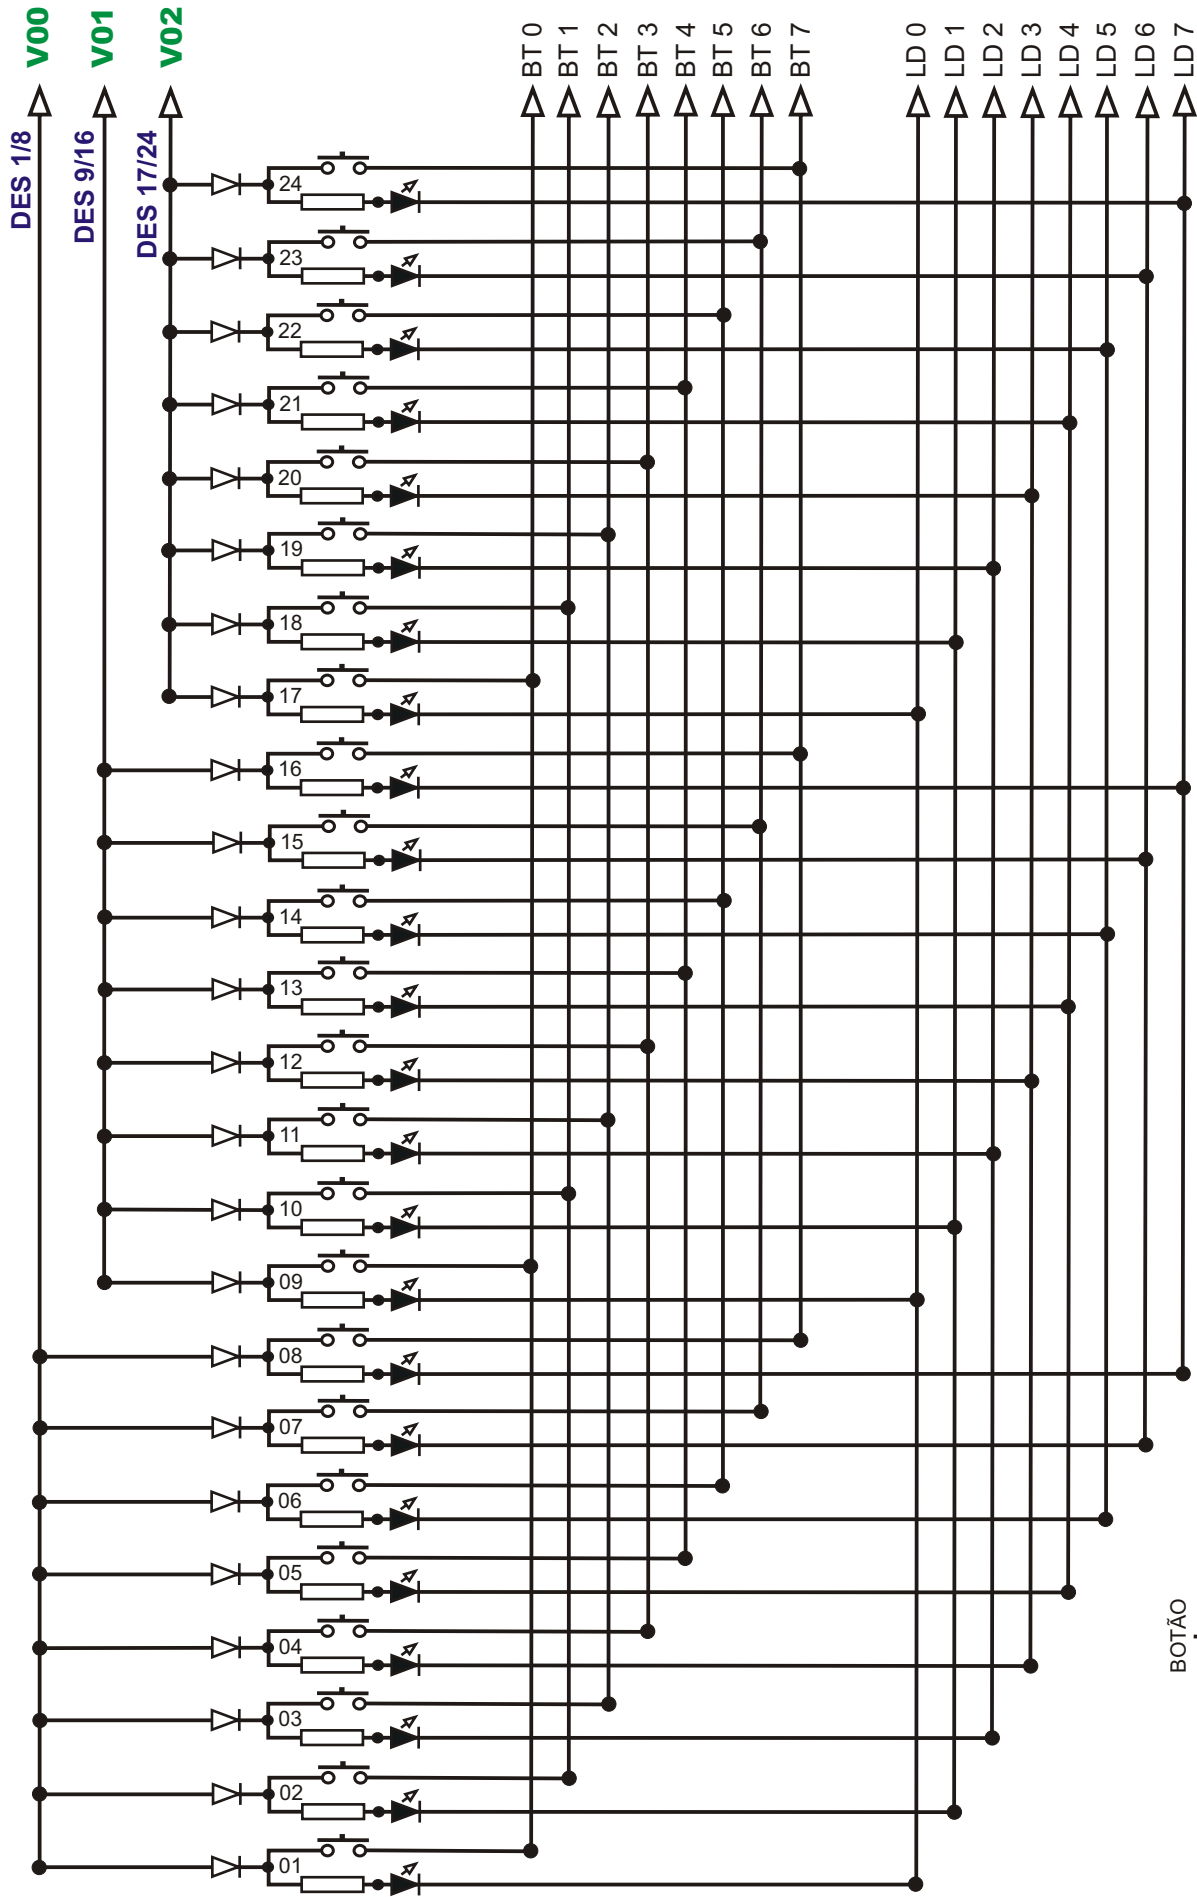 V00
V01
V02
DES 1/8
DES 9/16
DES 17/24
BT 0
BT 1
BT 2
BT 3
BT 4
BT 5
BT 6
BT 7
LD 0
LD 1
LD 2
LD 3
LD 4
LD 5
LD 6
LD 7
24
23
22
21
20
19
18
17
16
15
14
13
12
11
10
09
08
07
06
05
04
03
02
01
BOTÃO